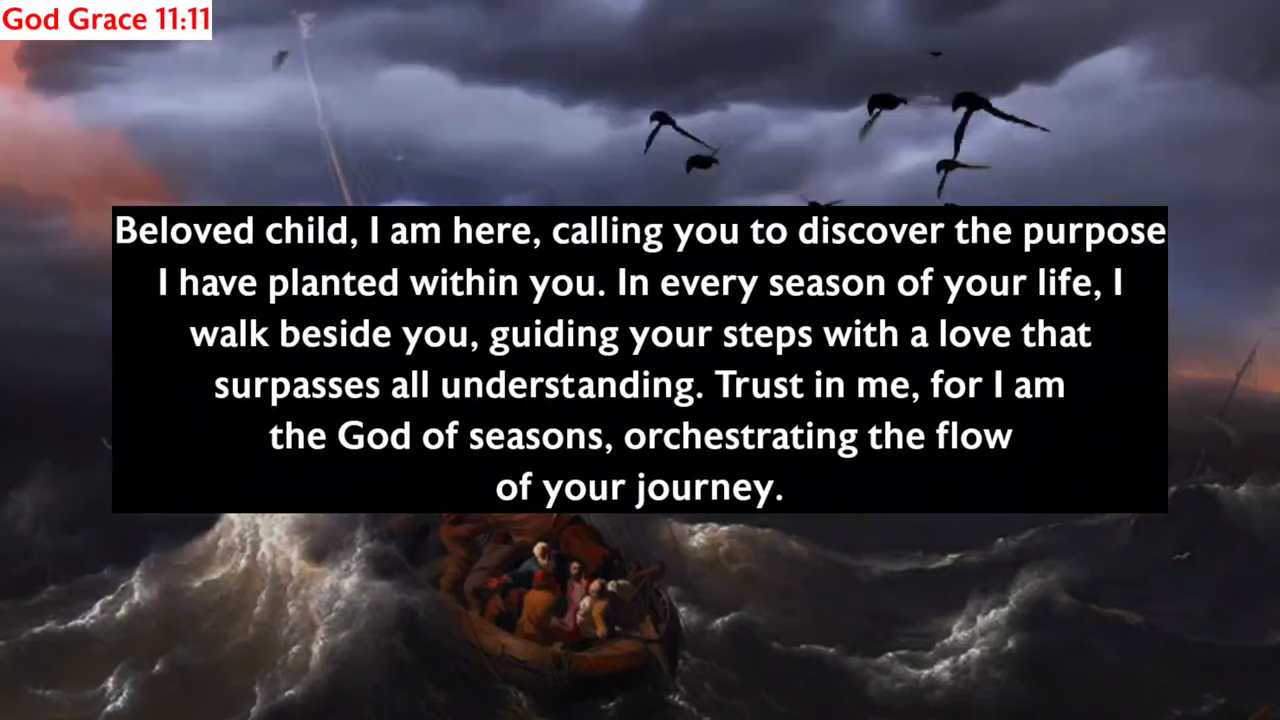 God Grace 11:11
Beloved child, I am here, calling you to discover the purpose
I have planted within you. In every season of your life, I
walk beside you, guiding your steps with a love that
surpasses all understanding. Trust in me, for I am
the God of seasons, orchestrating the flow
of your journey.